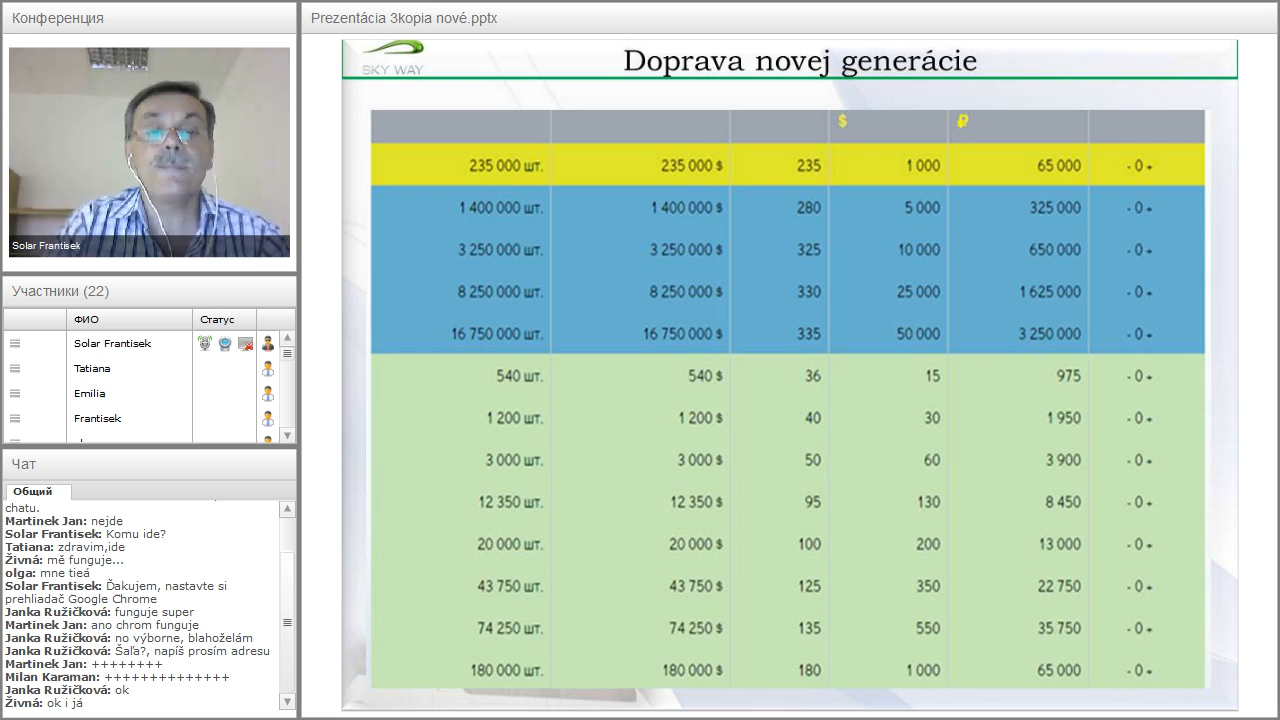 Конференция
Solar Frantisek
Участники (22)
ФИО Статус
Solar Frantisek
Tatiana
Emilia
Frantisek
Чат
Общий
chatu.
Martinek Jan: nejde
Solar Frantisek: Komu ide?
Tatiana: zdravim,ide
Živná: mě funguje...
olga: mne tieá
Solar Frantisek: Ďakujem, nastavte si
prehliadač Google Chrome
Janka Ružičková: funguje super
Martinek Jan: ano chrom funguje
Janka Ružičková: no výborne, blahoželám
Janka Ružičková: Šaľa?, napíš prosím adresu
Martinek Jan: ++++++++
Milan Karaman: ++++++++++++++
Janka Ružičková: ok
Živná: ok i já
Prezentácia 3kopia nové.pptx
SKY WAY
Doprava novej generácie
$ ₽
235 000 шт. 235 000 $ 235 1 000 65 000 - 0 +
1 400 000 шт. 1 400 000 $ 280 5 000 325 000 - 0 +
3 250 000 шт. 3 250 000 $ 325 10 000 650 000 - 0 +
8 250 000 шт. 8 250 000 $ 330 25 000 1 625 000 - 0 +
16 750 000 шт. 16 750 000 $ 335 50 000 3 250 000 - 0 +
540 шт. 540 $ 36 15 975 - 0 +
1 200 шт. 1 200 $ 40 30 1 950 - 0 +
3 000 шт. 3 000 $ 50 60 3 900 - 0 +
12 350 шт. 12 350 $ 95 130 8 450 - 0 +
20 000 шт. 20 000 $ 100 200 13 000 - 0 +
43 750 шт. 43 750 $ 125 350 22 750 - 0 +
74 250 шт. 74 250 $ 135 550 35 750 - 0 +
180 000 шт. 180 000 $ 180 1 000 65 000 - 0 +